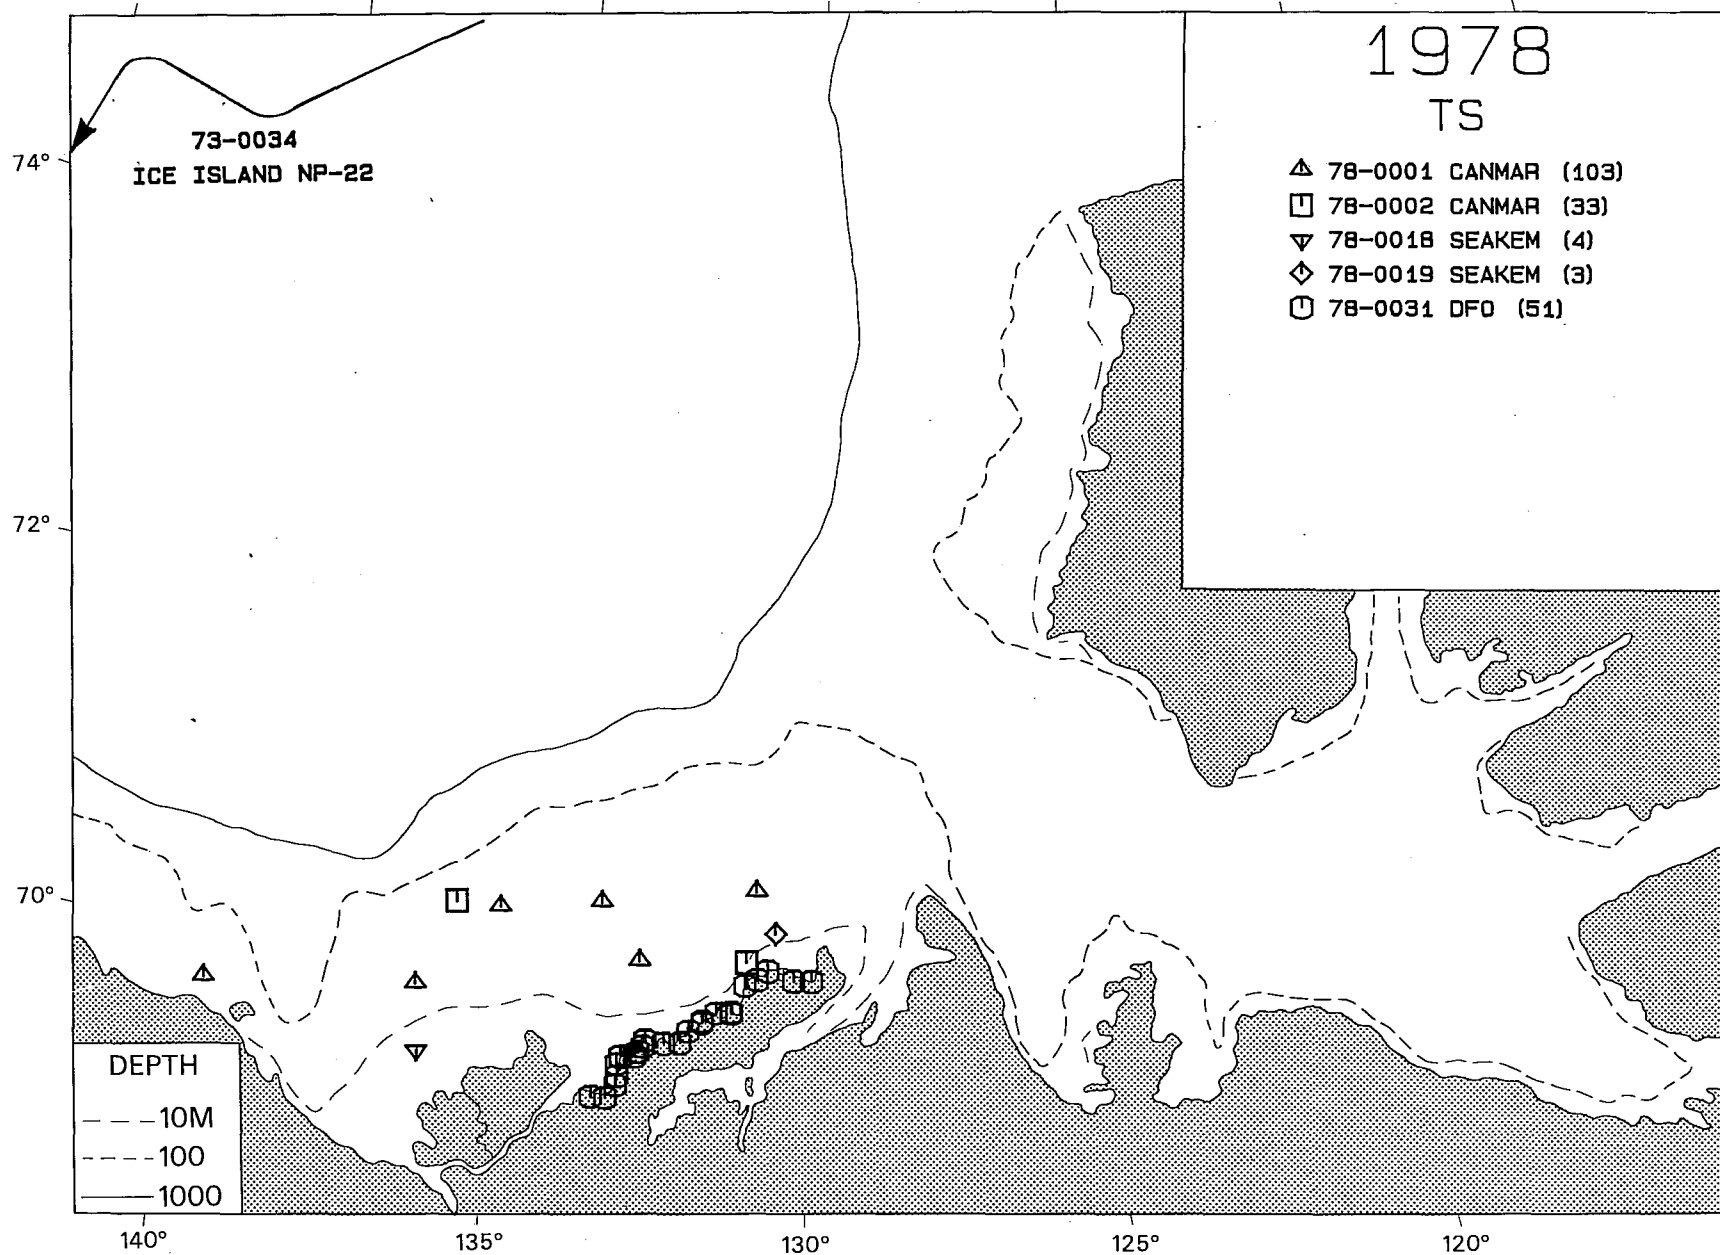 1978
TS
78-0001 CANMAR (103)
78-0002 CANMAR (33)
78-0018 SEAKEM (4)
78-0019 SEAKEM (3)
78-0031 DFO (51)
73-0034
ICE ISLAND NP-22
74°
72°
70°
DEPTH
10M
100
1000
140°
135°
130°
125°
120°